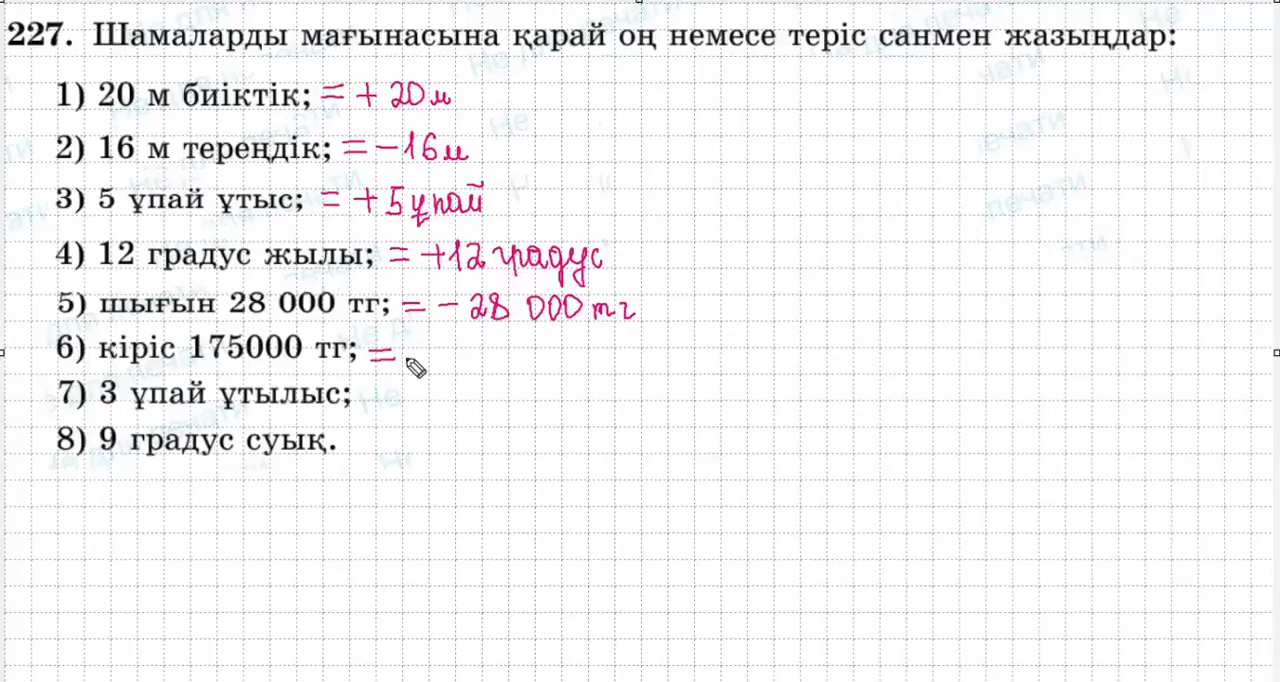 227. Шамаларды мағынасына қарай оң немесе теріс санмен жазыңдар:
1) 20 м биіктік; = + 20 м
2) 16 м тереңдік; = - 16 м
3) 5 ұпай ұтыс; = + 5 ұпай
4) 12 градус жылы; = +12 градус
5) шығын 28 000 тг; = - 28 000 тг
6) кіріс 175000 тг; =
7) 3 ұпай ұтылыс;
8) 9 градус суық.